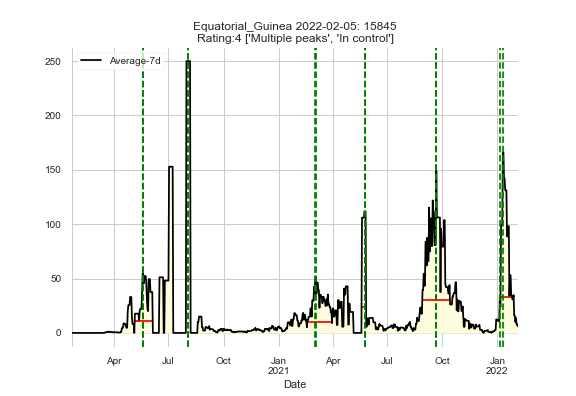 Equatorial_Guinea 2022-02-05: 15845
Rating:4 ['Multiple peaks', 'In control']
Average-7d
250
200
150
100
50
0
Apr Jul Oct Jan Apr Jul Oct Jan
2021 2022
Date